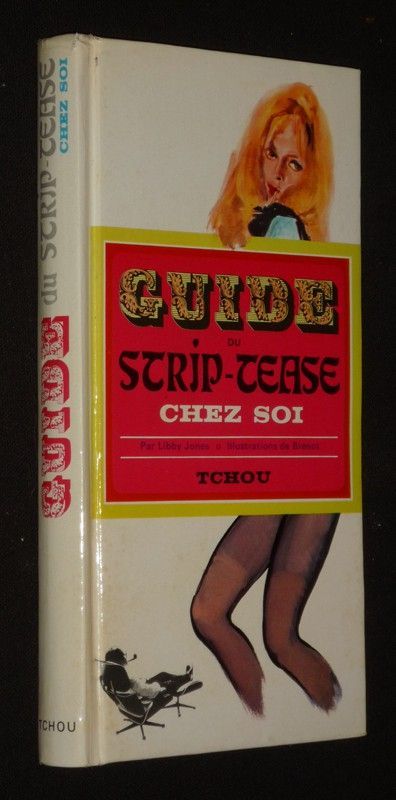 GUIDE du STRIP-TEASE CHEZ SOI
TCHOU
GUIDE
DU
STRIP-TEASE
CHEZ SOI
Par Libby Jones Illustrations de
TCHOU